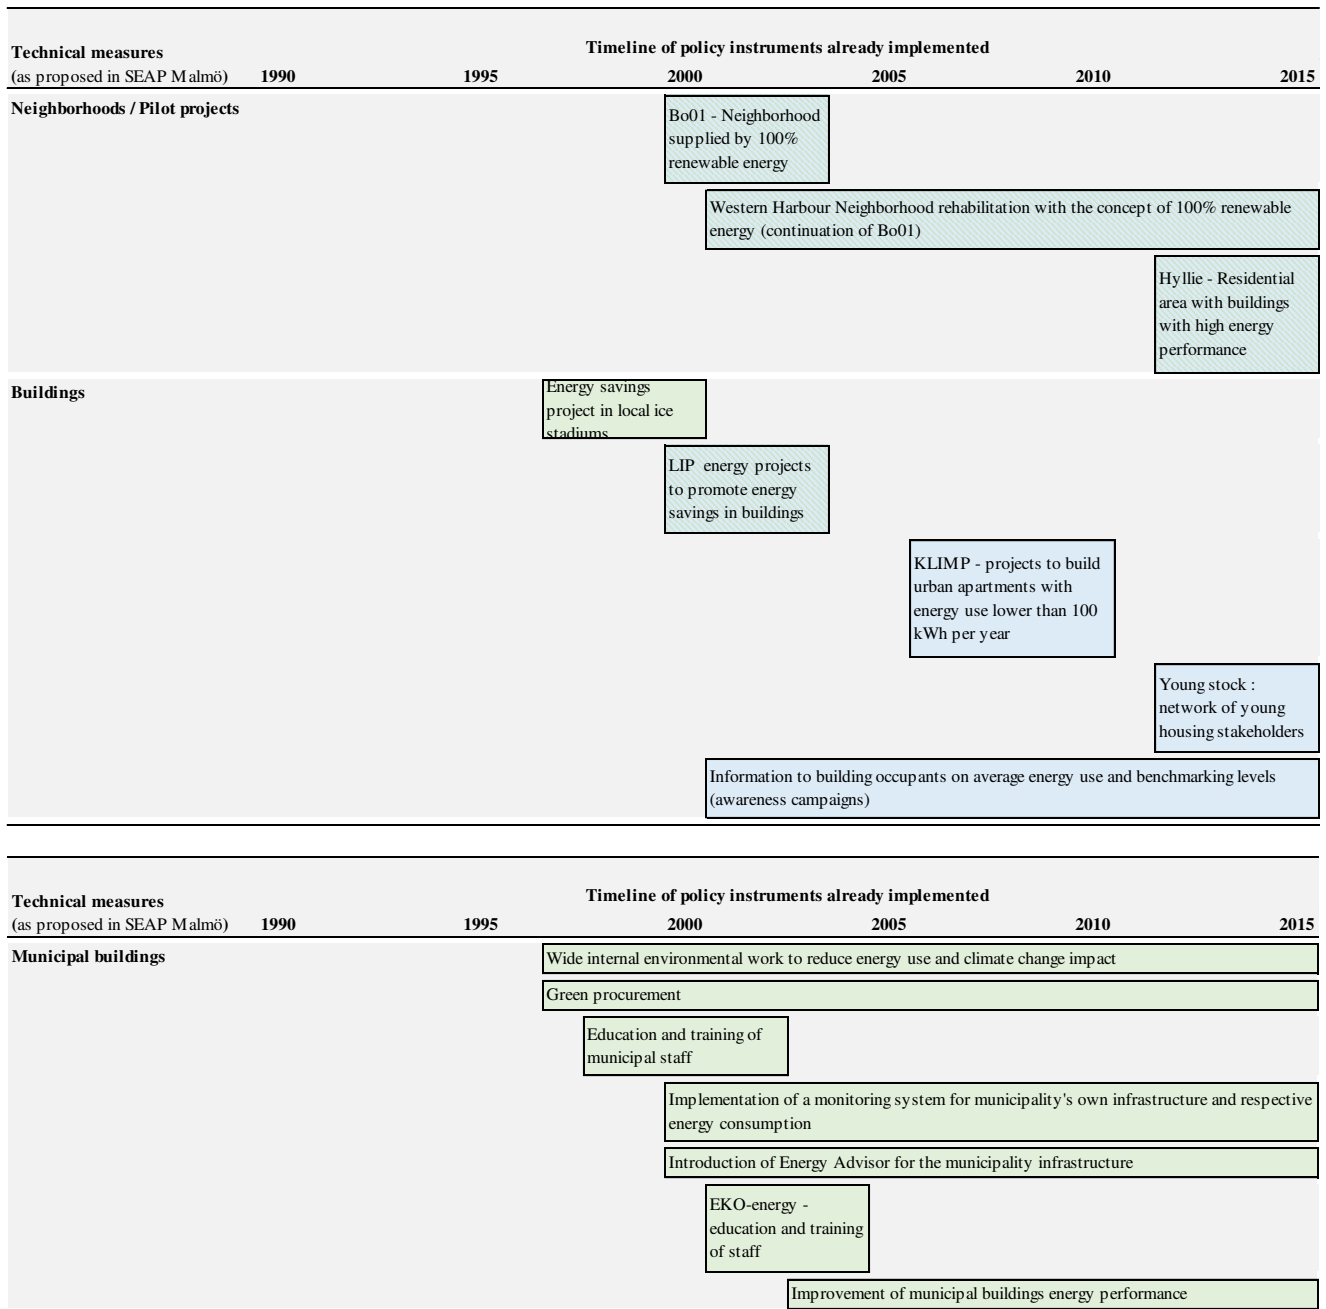 Timeline of policy instruments already implemented
Technical measures
(as proposed in SEAP Malmö) 1990 1995 2000 2005 2010 2015
Neighborhoods / Pilot projects
Bo01 - Neighborhood
supplied by 100%
renewable energy
Western Harbour Neighborhood rehabilitation with the concept of 100% renewable
energy (continuation of Bo01)
Hyllie - Residential
area with buildings
with high energy
performance
Buildings
Energy savings
project in local ice
stadiums
LIP energy projects
to promote energy
savings in buildings
KLIMP - projects to build
urban apartments with
energy use lower than 100
kWh per year
Young stock :
network of young
housing stakeholders
Information to building occupants on average energy use and benchmarking levels
(awareness campaigns)
Timeline of policy instruments already implemented
Technical measures
(as proposed in SEAP Malmö) 1990 1995 2000 2005 2010 2015
Municipal buildings
Wide internal environmental work to reduce energy use and climate change impact
Green procurement
Education and training of
municipal staff
Implementation of a monitoring system for municipality's own infrastructure and respective
energy consumption
Introduction of Energy Advisor for the municipality infrastructure
EKO-energy -
education and training
of staff
Improvement of municipal buildings energy performance